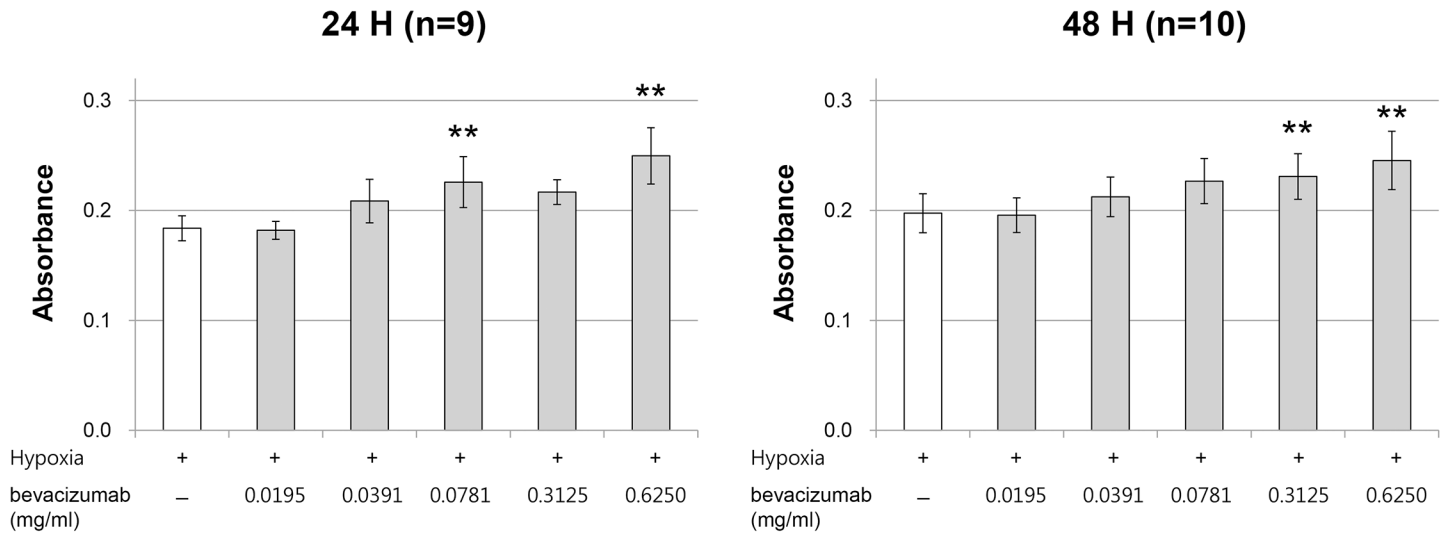 24 H (n=9)
Absorbance
0.3
0.2
0.1
0.0
**
**
Hypoxia + + + + + +
bevacizumab – 0.0195 0.0391 0.0781 0.3125 0.6250
(mg/ml)
48 H (n=10)
Absorbance
0.3
0.2
0.1
0.0
**
**
Hypoxia + + + + + +
bevacizumab – 0.0195 0.0391 0.0781 0.3125 0.6250
(mg/ml)